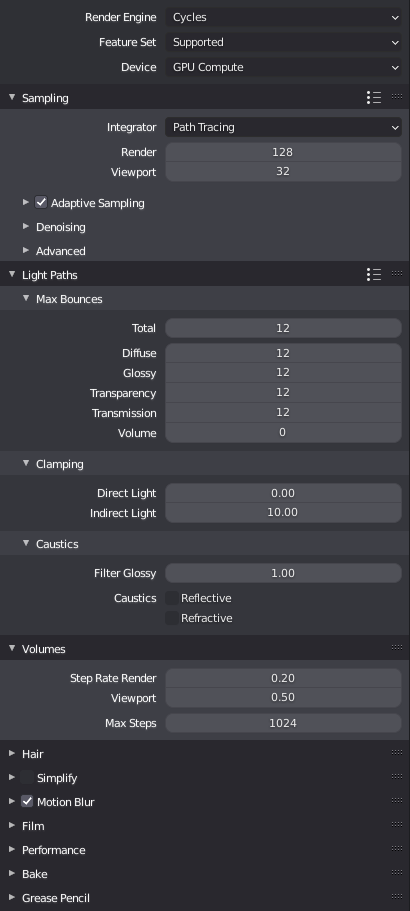 Render Engine Cycles
Feature Set Supported
Device GPU Compute
Sampling
Integrator Path Tracing
Render 128
Viewport 32
Adaptive Sampling
Denoising
Advanced
Light Paths
Max Bounces
Total 12
Diffuse 12
Glossy 12
Transparency 12
Transmission 12
Volume 0
Clamping
Direct Light 0.00
Indirect Light 10.00
Caustics
Filter Glossy 1.00
Caustics Reflective
Refractive
Volumes
Step Rate Render 0.20
Viewport 0.50
Max Steps 1024
Hair
Simplify
Motion Blur
Film
Performance
Bake
Grease Pencil